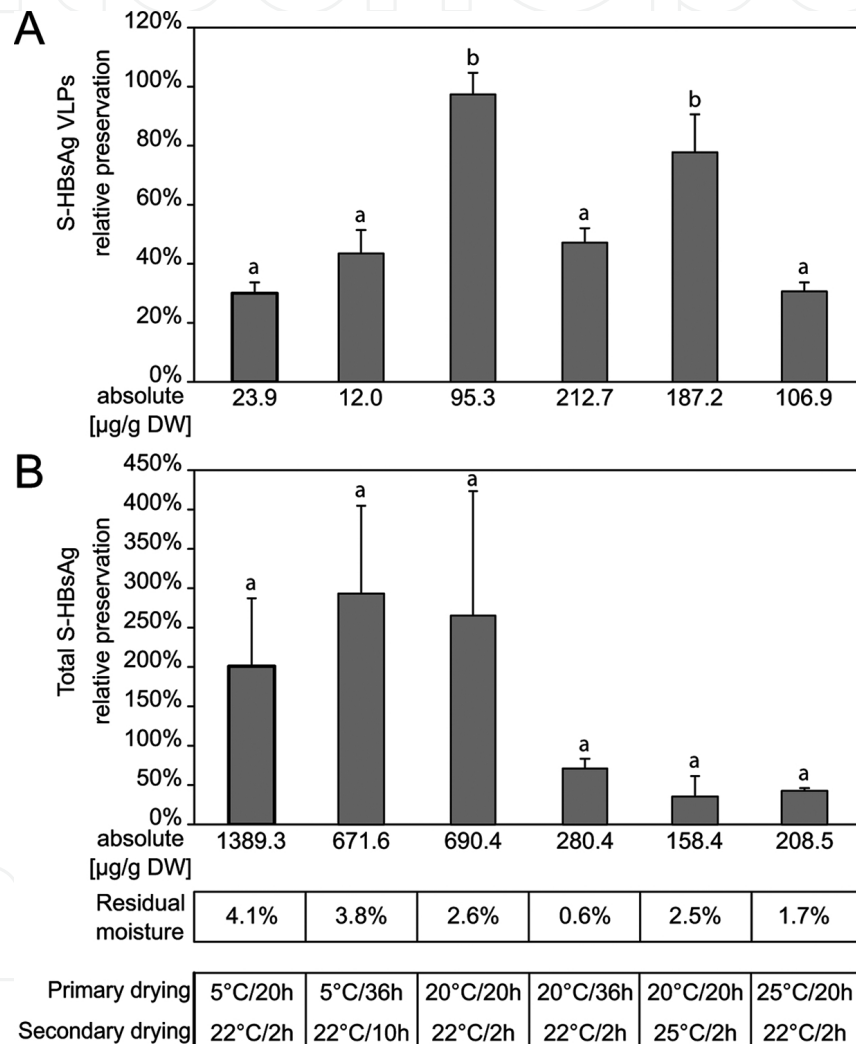 A
S-HBsAg VLPs
relative preservation
120%
100%
80%
60%
40%
20%
0%
a
a
b
a
b
a
absolute
[µg/g DW]
23.9 12.0 95.3 212.7 187.2 106.9
B
Total S-HBsAg
relative preservation
450%
400%
350%
300%
250%
200%
150%
100%
50%
0%
a
a
a
a
a
a
absolute
[µg/g DW]
1389.3 671.6 690.4 280.4 158.4 208.5
Residual
moisture
4.1% 3.8% 2.6% 0.6% 2.5% 1.7%
Primary drying 5°C/20h 5°C/36h 20°C/20h 20°C/36h 20°C/20h 25°C/20h
Secondary drying 22°C/2h 22°C/10h 22°C/2h 22°C/2h 25°C/2h 22°C/2h